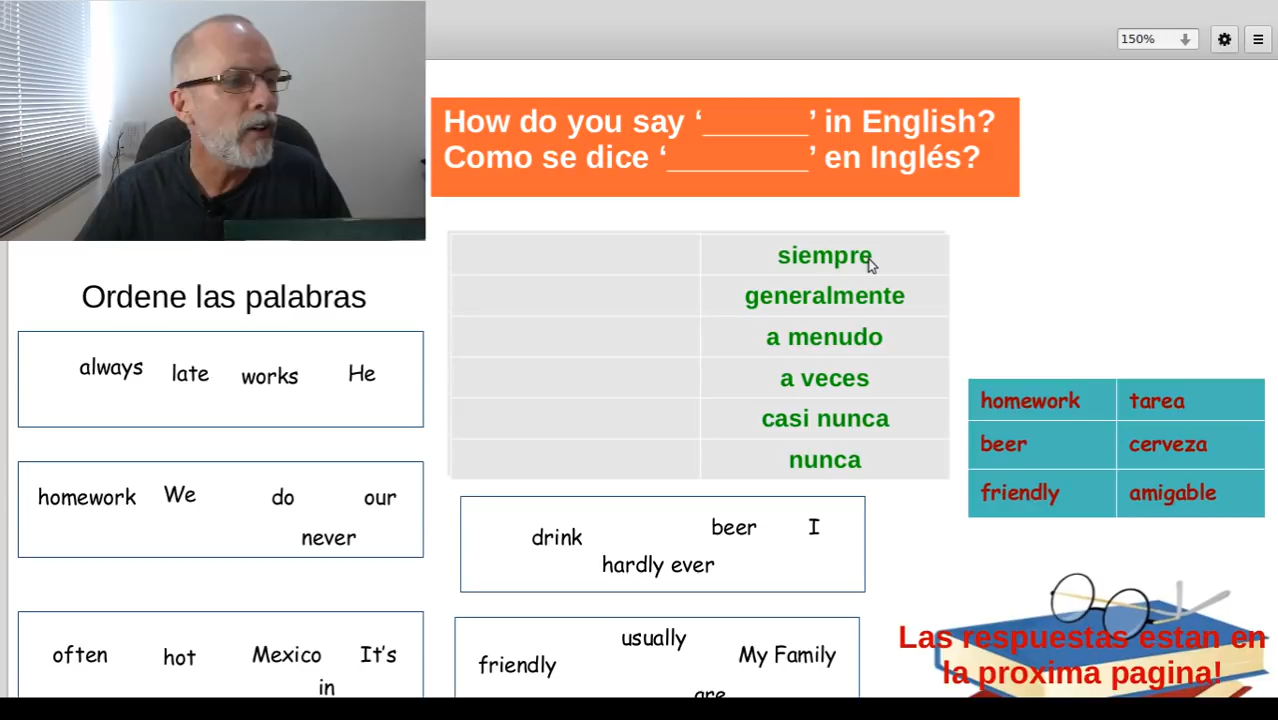 150%
How do you say ‘______’ in English?
Como se dice ‘________’ en Inglés?
siempre
generalmente
a menudo
a veces
casi nunca
nunca
Ordene las palabras
always late works He
homework We do our
never
often hot Mexico It's
in
drink beer I
hardly ever
usually
friendly My Family
are
homework tarea
beer cerveza
friendly amigable
Las respuestas estan en
la proxima pagina!